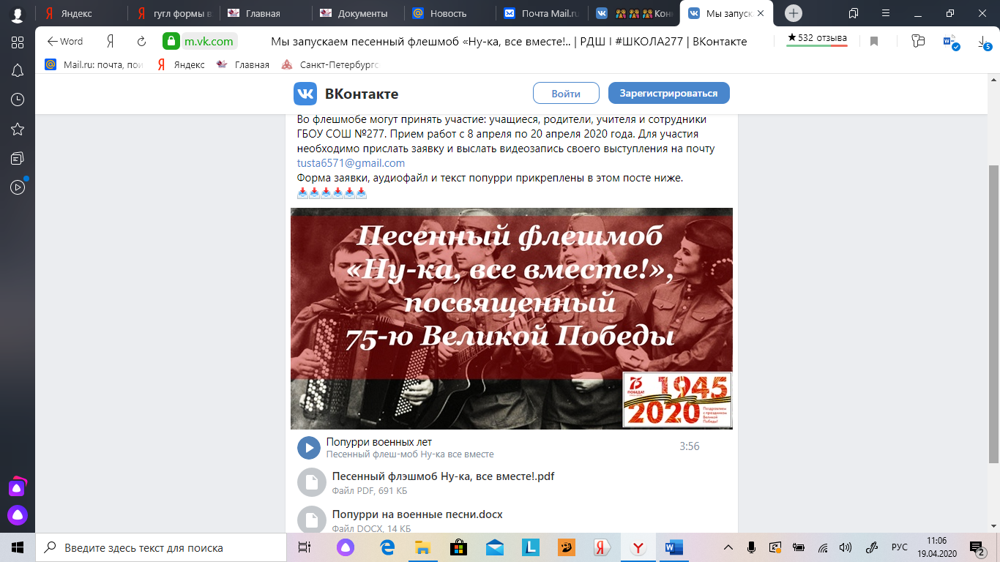 Яндекс
гугл формы в
Главная
Документы
Новость
Почта Mail.ru
Кон
Мы запуск
Word
m.vk.com
Мы запускаем песенный флешмоб «Ну-ка, все вместе!.. | РДШ I #ШКОЛА277 | ВКонтакте
★532 отзыва
5
Mail.ru: почта, пои
Яндекс
Главная
Санкт-Петербургс
ВКонтакте
Войти
Зарегистрироваться
Во флешмобе могут принять участие: учащиеся, родители, учителя и сотрудники
ГБОУ СОШ №277. Прием работ с 8 апреля по 20 апреля 2020 года. Для участия
необходимо прислать заявку и выслать видеозапись своего выступления на почту
tusta6571@gmail.com
Форма заявки, аудиофайл и текст попурри прикреплены в этом посте ниже.
Песенный флешмоб
«Ну-ка, все вместе!»,
посвященный
75-ю Великой Победы
75
ПОБЕДА!
1945
2020
Поздравляем
с праздником
Великой
Победы!
Попурри военных лет
3:56
Песенный флеш-моб Ну-ка все вместе
Песенный флэшмоб Ну-ка, все вместе!.pdf
Файл PDF, 691 КБ
Попурри на военные песни.docx
Файл DOCX, 14 КБ
Введите здесь текст для поиска
РУС
11:06
19.04.2020
2